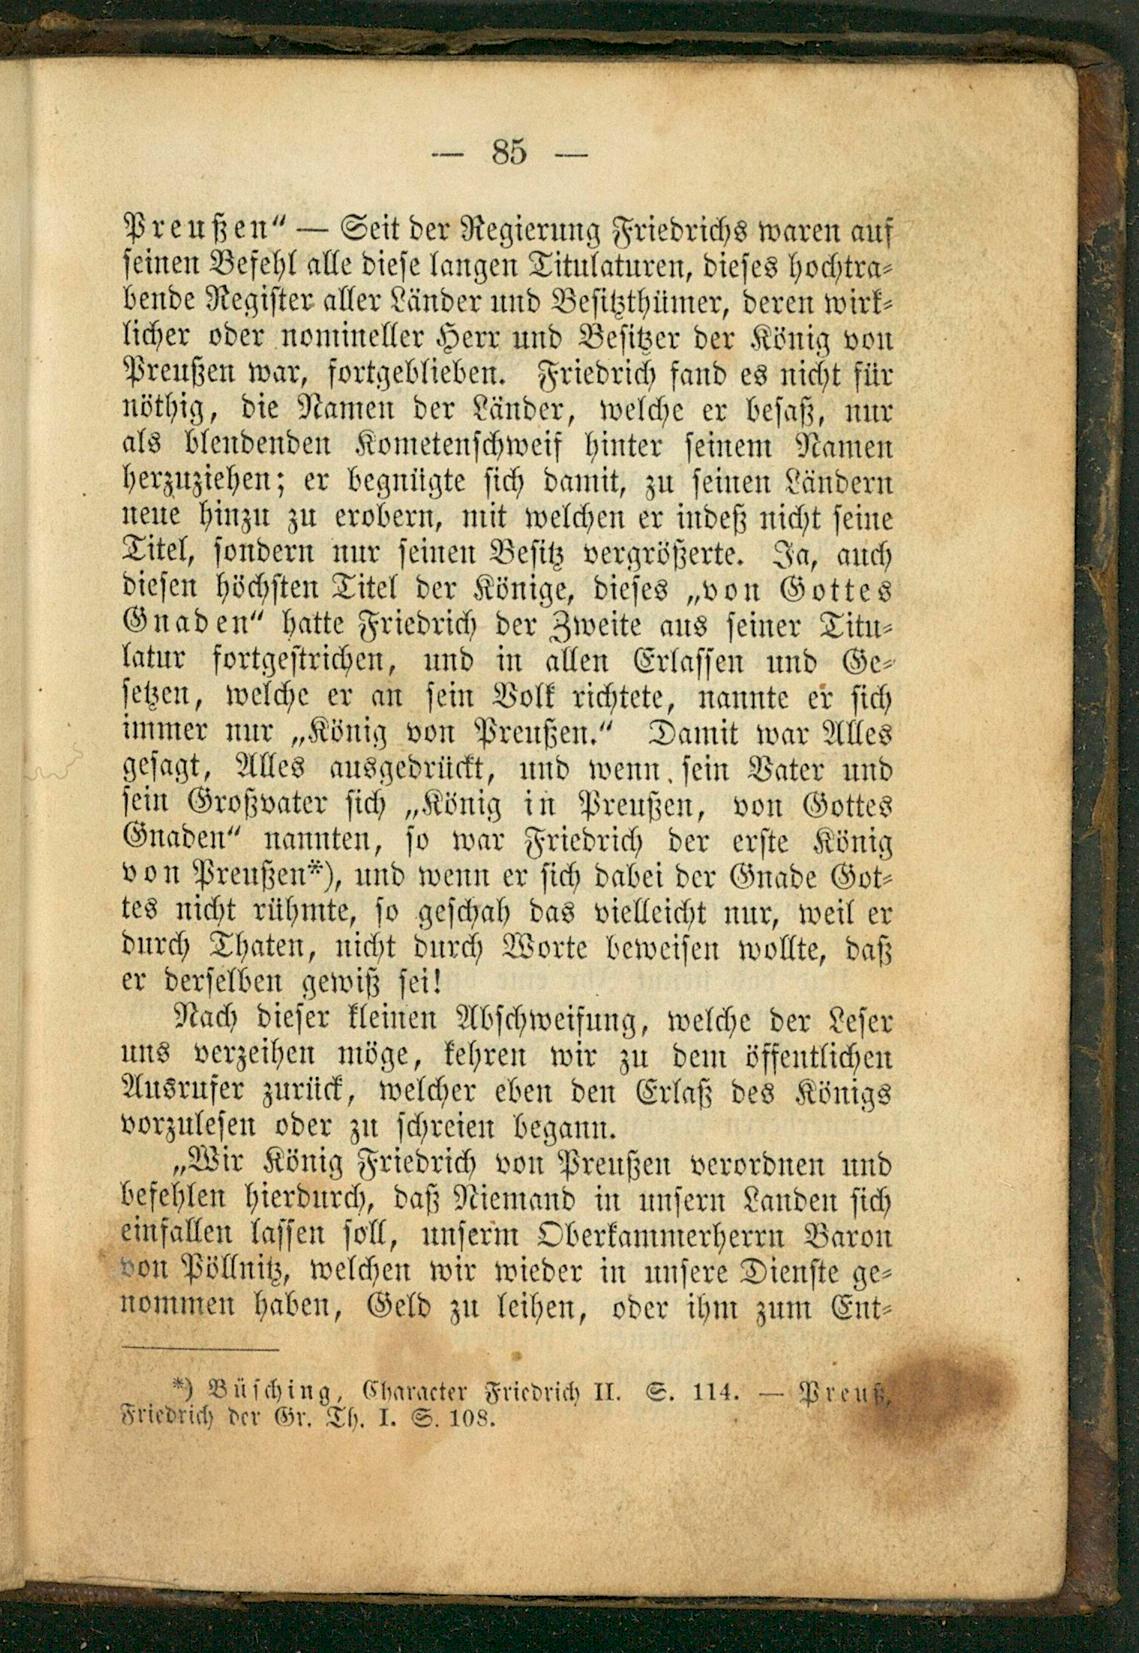 — 85 —
Preußen“ — Seit der Regierung Friedrichs waren auf
seinen Befehl alle diese langen Titulaturen, dieses hochtra-
bende Register aller Länder und Besitzthümer, deren wirk-
licher oder nomineller Herr und Besitzer der König von
Preußen war, fortgeblieben. Friedrich fand es nicht für
nöthig, die Namen der Länder, welche er besaß, nur
als blendenden Kometenschweif hinter seinem Namen
herzuziehen; er begnügte sich damit, zu seinen Ländern
neue hinzu zu erobern, mit welchen er indeß nicht seine
Titel, sondern nur seinen Besitz vergrößerte. Ja, auch
diesen höchsten Titel der Könige, dieses „von Gottes
Gnaden“ hatte Friedrich der Zweite aus seiner Titu-
latur fortgestrichen, und in allen Erlassen und Ge-
setzen, welche er an sein Volk richtete, nannte er sich
immer nur „König von Preußen.“ Damit war Alles
gesagt, Alles ausgedrückt, und wenn sein Vater und
sein Großvater sich „König in Preußen, von Gottes
Gnaden“ nannten, so war Friedrich der erste König
von Preußen*), und wenn er sich dabei der Gnade Got-
tes nicht rühmte, so geschah das vielleicht nur, weil er
durch Thaten, nicht durch Worte beweisen wollte, daß
er derselben gewiß sei!
Nach dieser kleinen Abschweifung, welche der Leser
uns verzeihen möge, kehren wir zu dem öffentlichen
Ausrufer zurück, welcher eben den Erlaß des Königs
vorzulesen oder zu schreien begann.
„Wir König Friedrich von Preußen verordnen und
befehlen hierdurch, daß Niemand in unsern Landen sich
einfallen lassen soll, unserm Oberkammerherrn Baron
von Pöllnitz, welchen wir wieder in unsere Dienste ge-
nommen haben, Geld zu leihen, oder ihm zum Ent-
*) Büsching, Character Friedrich II. S. 114. — Preuß,
Friedrich der Gr. Th. I. S. 108.